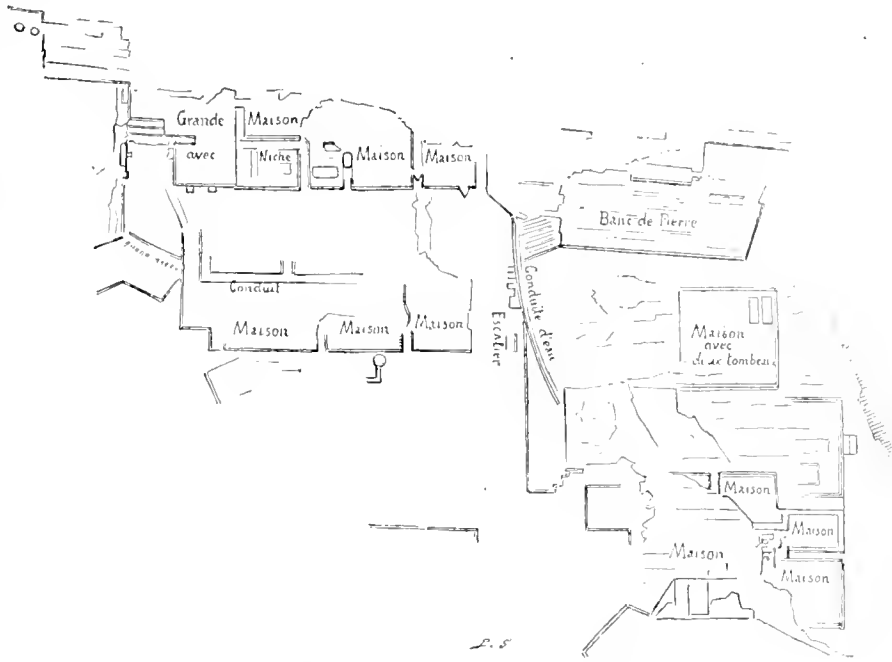 Grande Maison
avec Niche
Maison
Maison
Banc de Pierre
Conduit
Conduite d'eau
Escalier
Maison
Maison
Maison
Maison
avec
deux tombeaux
Maison
Maison
Maison
Maison